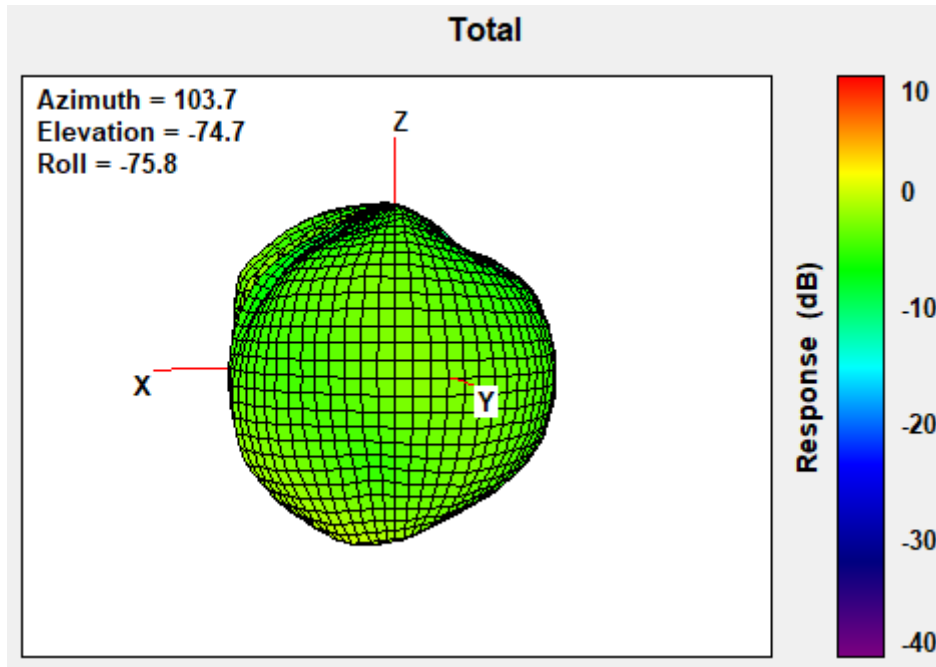 Total
Azimuth = 103.7
Elevation = -74.7
Roll = -75.8
Z
X
Y
10
0
-10
-20
-30
-40
Response (dB)